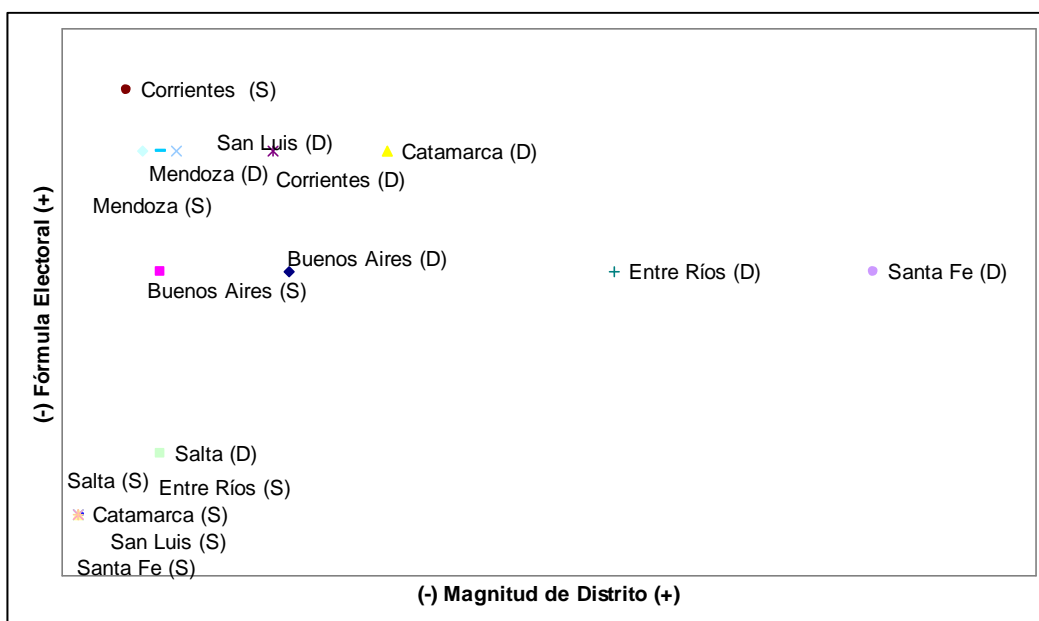 Corrientes (S)
San Luis (D)
Catamarca (D)
Mendoza (D)
Corrientes (D)
Mendoza (S)
Buenos Aires (D)
Entre Ríos (D)
Santa Fe (D)
Buenos Aires (S)
(-) Fórmula Electoral (+)
Salta (D)
Salta (S)
Entre Ríos (S)
Catamarca (S)
San Luis (S)
Santa Fe (S)
(-) Magnitud de Distrito (+)